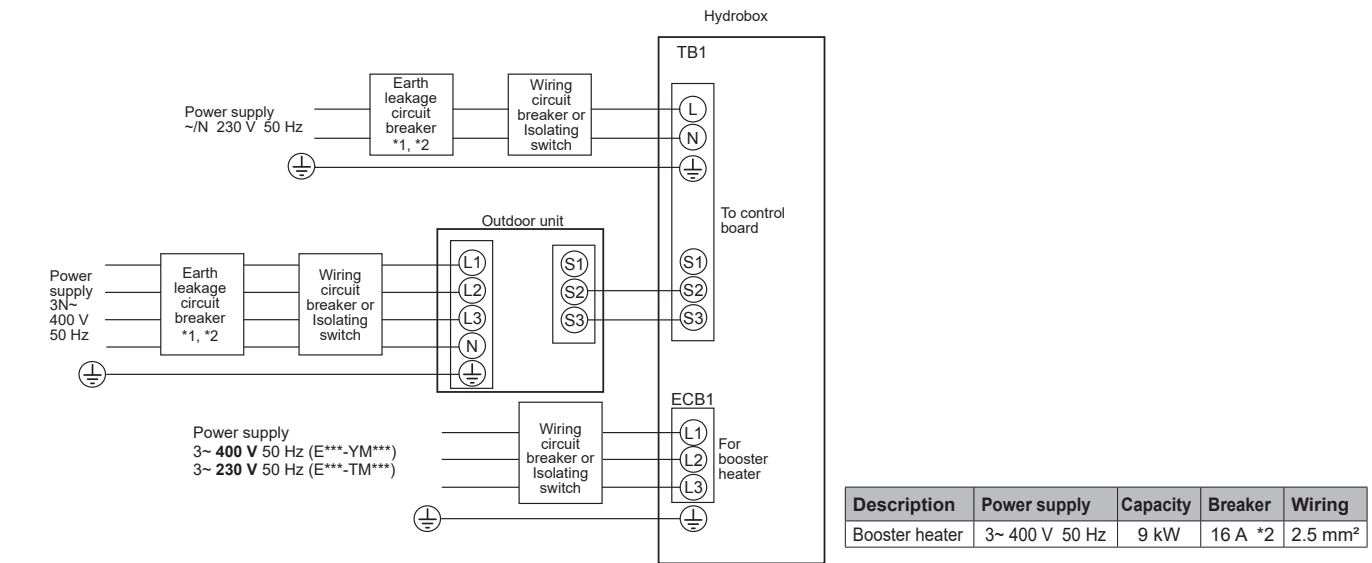 Hydrobox
TB1
Power supply
~/N 230 V 50 Hz
Earth
leakage
circuit
breaker
*1, *2
Wiring
circuit
breaker or
Isolating
switch
L
N
To control
board
S1
S2
S3
Outdoor unit
Power
supply
3N~
400 V
50 Hz
Earth
leakage
circuit
breaker
*1, *2
Wiring
circuit
breaker or
Isolating
switch
L1
L2
L3
N
S1
S2
S3
ECB1
Power supply
3~ 400 V 50 Hz (E***-YM***)
3~ 230 V 50 Hz (E***-TM***)
Wiring
circuit
breaker or
Isolating
switch
L1
L2
L3
For
booster
heater
Description Power supply Capacity Breaker Wiring
Booster heater 3~ 400 V 50 Hz 9 kW 16 A *2 2.5 mm²